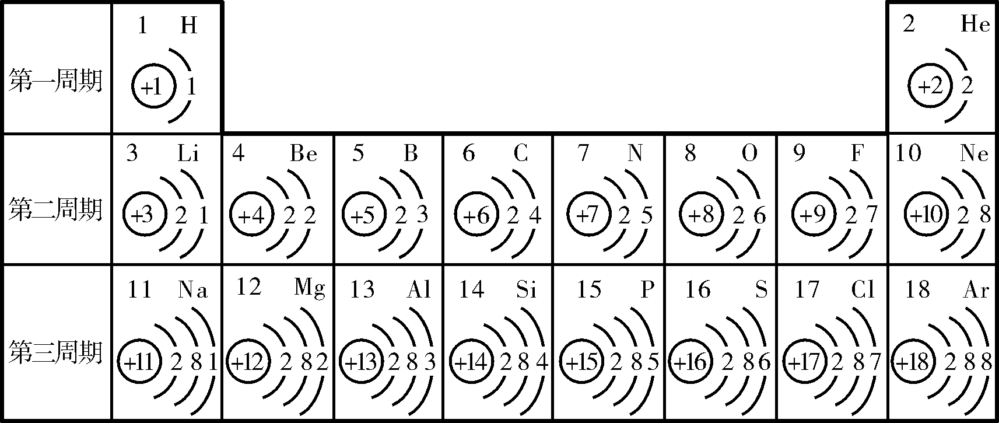 1 H 2 He
第一周期 +1 1 +2 2
3 Li 4 Be 5 B 6 C 7 N 8 O 9 F 10 Ne
第二周期 +3 2 1 +4 2 2 +5 2 3 +6 2 4 +7 2 5 +8 2 6 +9 2 7 +10 2 8
11 Na 12 Mg 13 Al 14 Si 15 P 16 S 17 Cl 18 Ar
第三周期 +11 2 8 1 +12 2 8 2 +13 2 8 3 +14 2 8 4 +15 2 8 5 +16 2 8 6 +17 2 8 7 +18 2 8 8